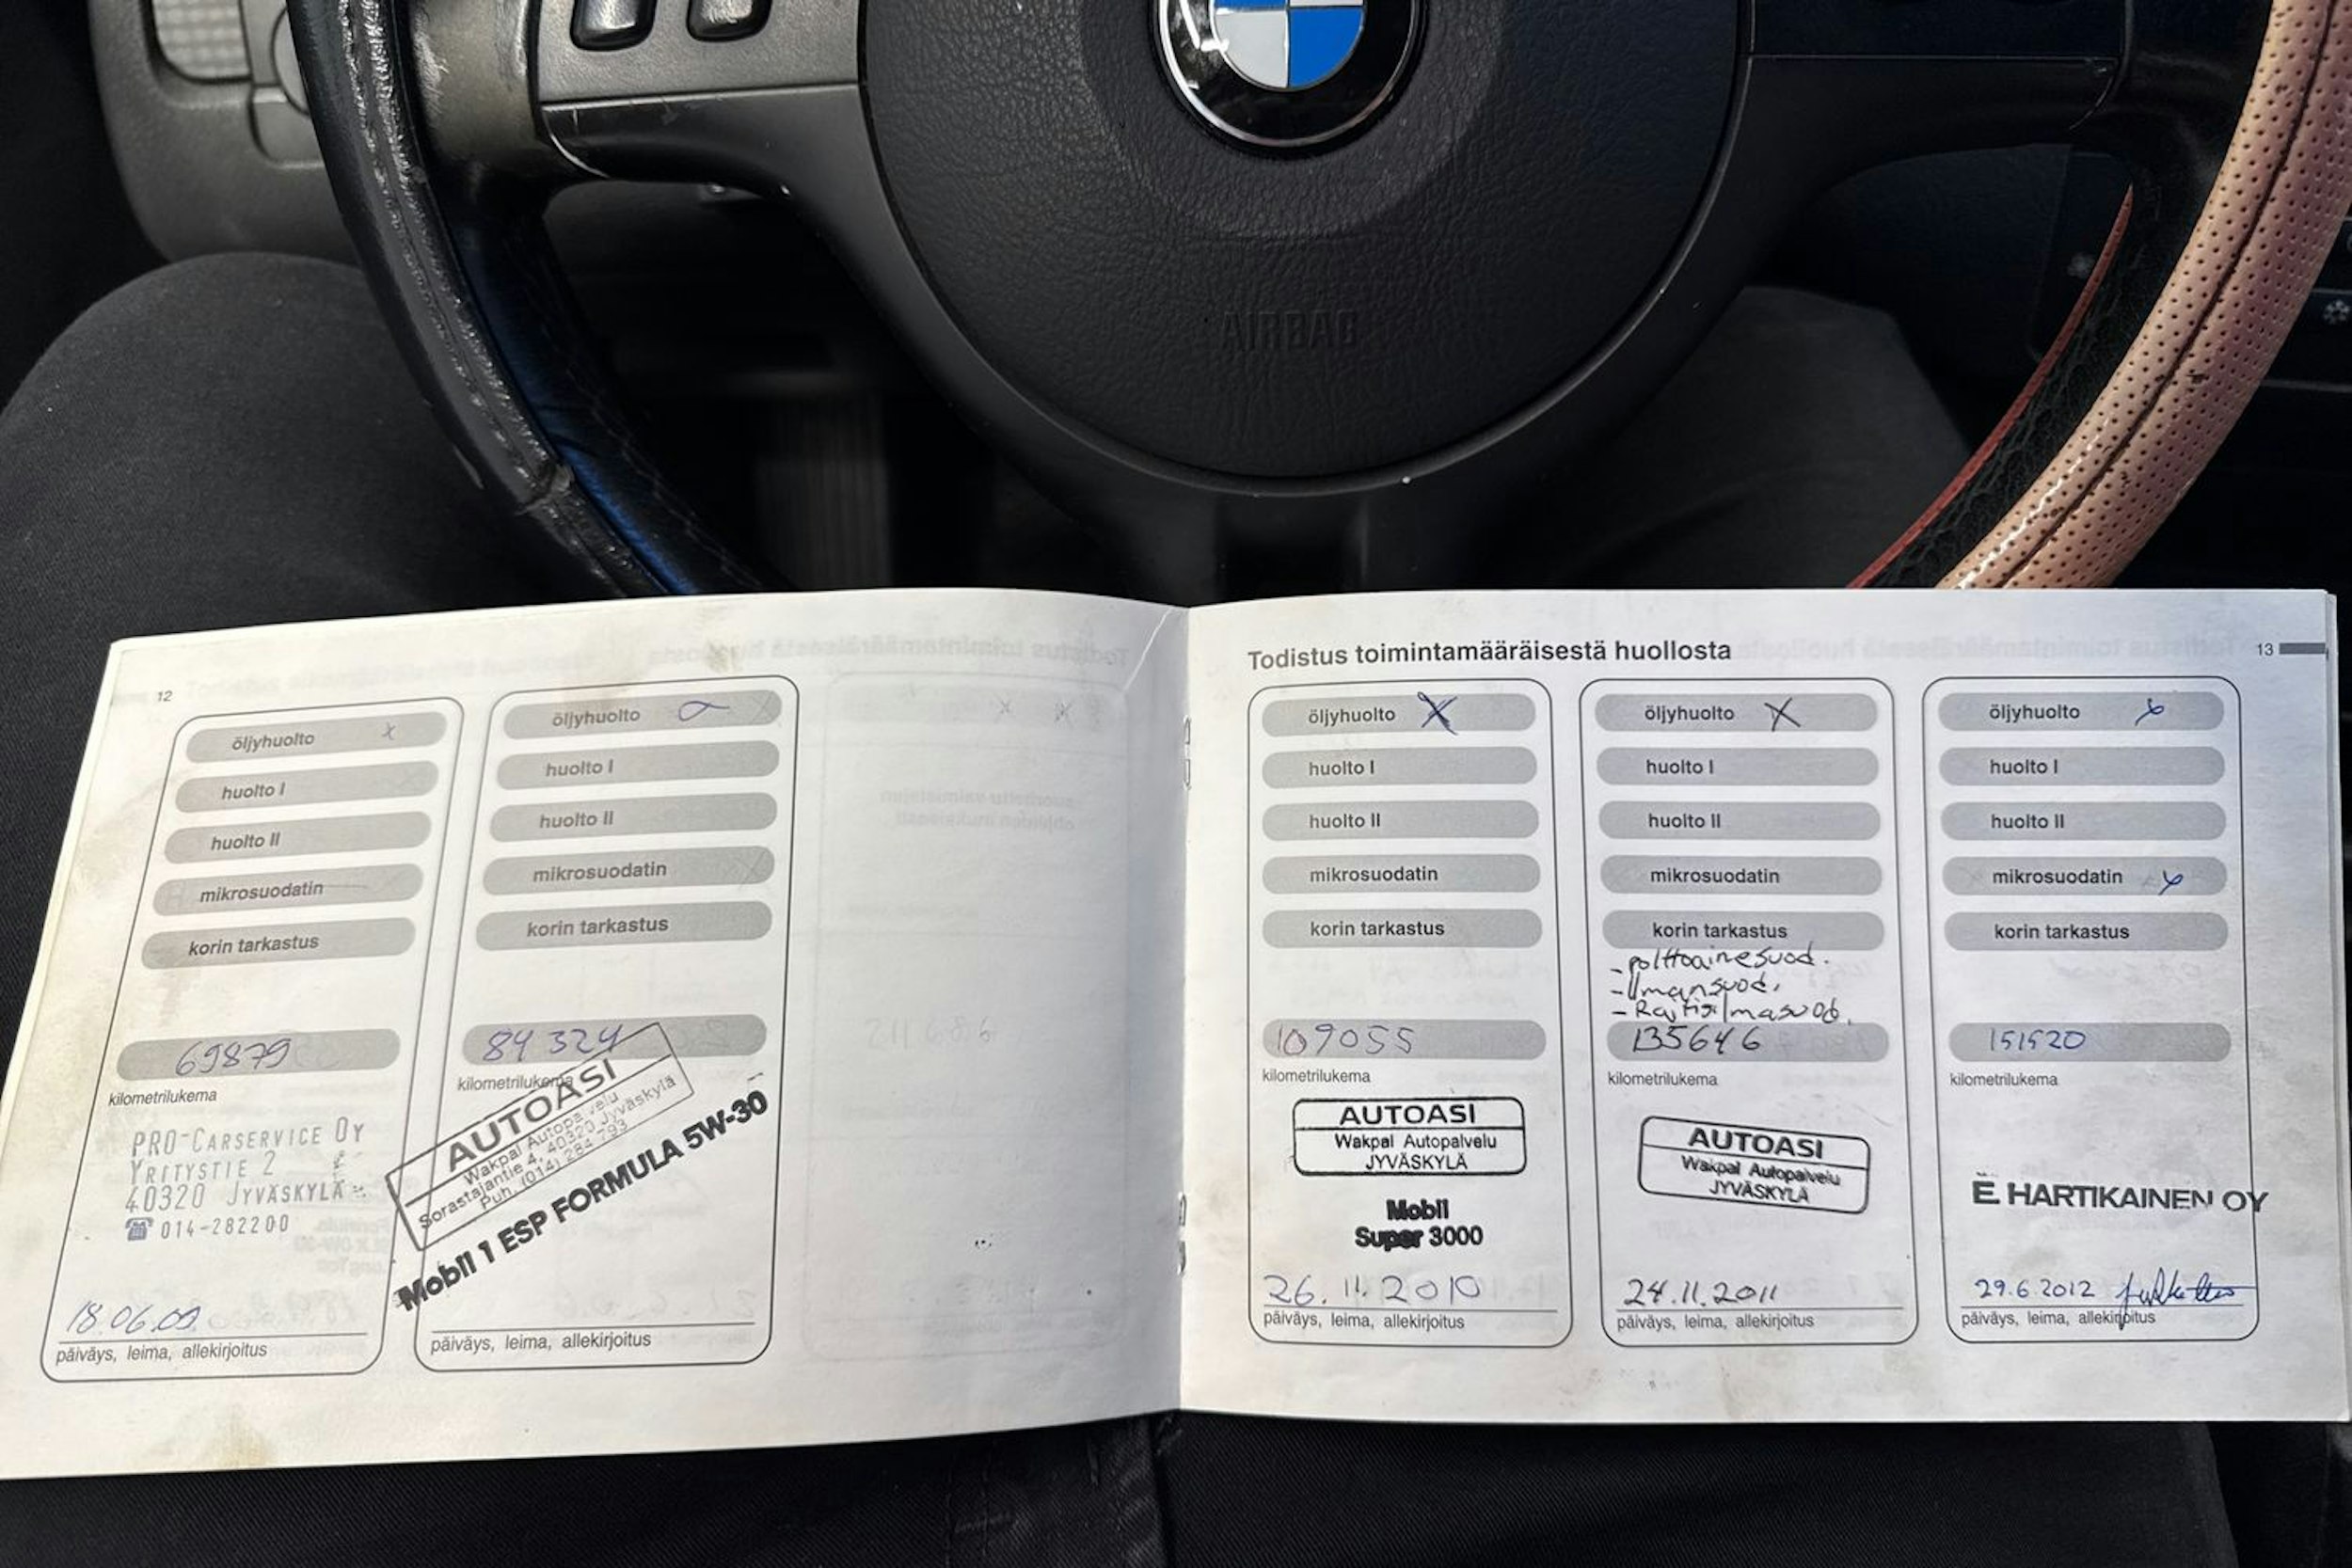 AIRBAG
12
öljyhuolto x
huolto I
huolto II
mikrosuodatin
korin tarkastus
69879
kilometrilukema
PRO-CARSERVICE OY
YRITYSTIE 2
40320 JYVÄSKYLÄ
☎ 014-282200
18.06.09
päiväys, leima, allekirjoitus
öljyhuolto
huolto I
huolto II
mikrosuodatin
korin tarkastus
84324
kilometrilukema
AUTOASI
Wakpal Autopalvelu
Sorastajantie 4, 40320 Jyväskylä
Puh. (014) 284 793
Mobil 1 ESP FORMULA 5W-30
päiväys, leima, allekirjoitus
Todistus toimintamääräisestä huollosta
13
öljyhuolto X
huolto I
huolto II
mikrosuodatin
korin tarkastus
109055
kilometrilukema
AUTOASI
Wakpal Autopalvelu
JYVÄSKYLÄ
Mobil
Super 3000
26.11.2010
päiväys, leima, allekirjoitus
öljyhuolto X
huolto I
huolto II
mikrosuodatin
korin tarkastus
- polttoainesuod.
- Ilmansuod.
- Raitisilmasuod.
135646
kilometrilukema
AUTOASI
Wakpal Autopalvelu
JYVÄSKYLÄ
24.11.2011
päiväys, leima, allekirjoitus
öljyhuolto x
huolto I
huolto II
mikrosuodatin x
korin tarkastus
151520
kilometrilukema
E HARTIKAINEN OY
29.6.2012
päiväys, leima, allekirjoitus